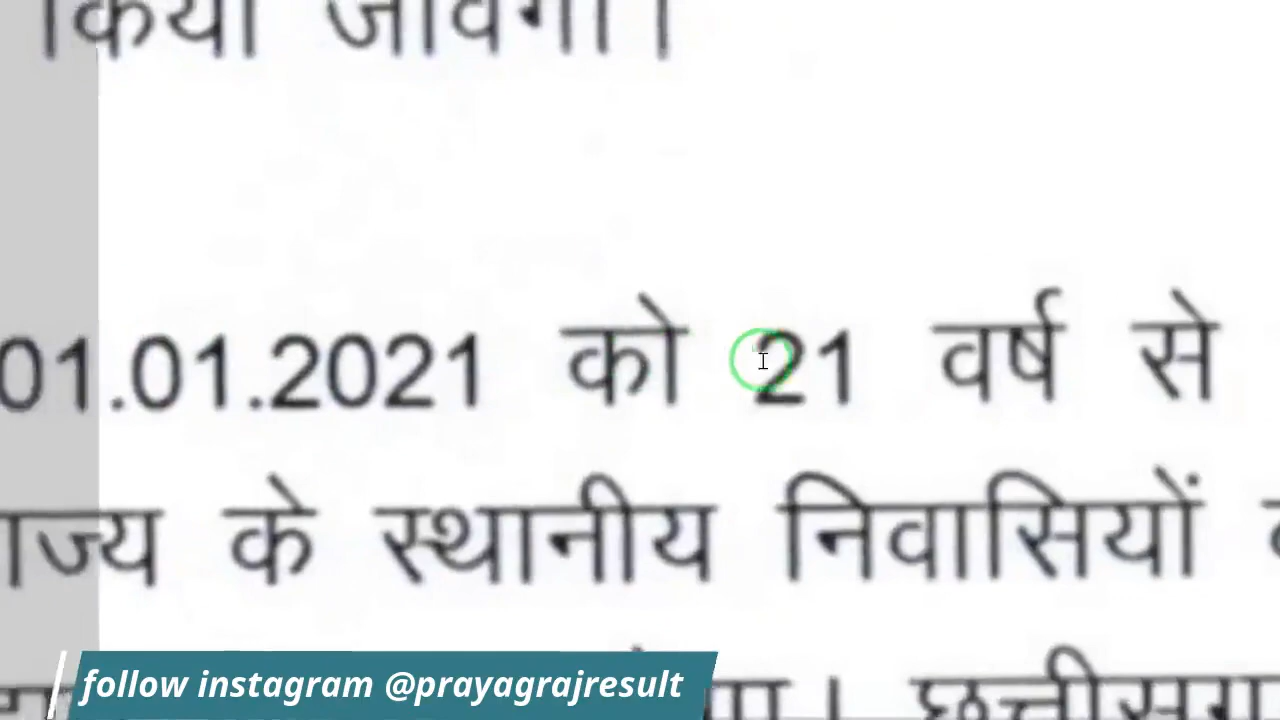 किया जावेगा।
01.01.2021 को 21 वर्ष से
राज्य के स्थानीय निवासियों
follow instagram @prayagrajresult